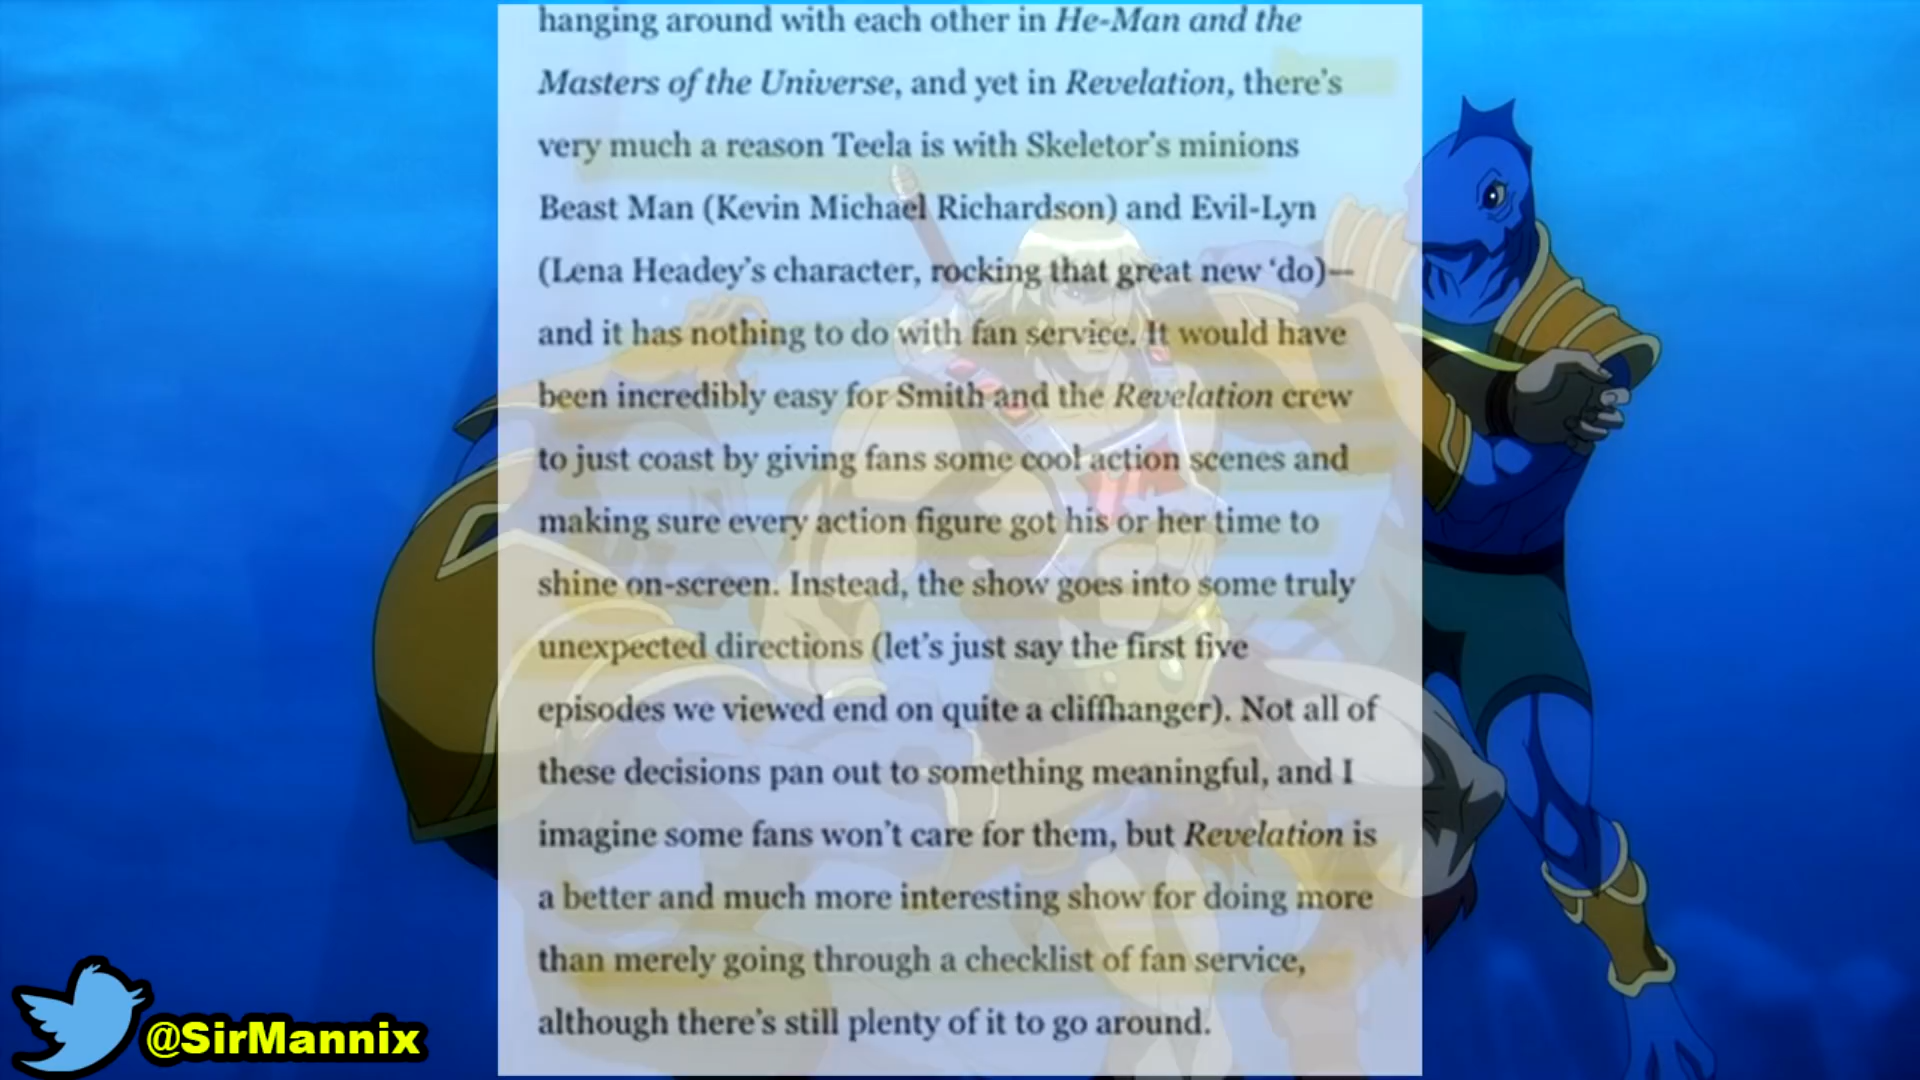 hanging around with each other in He-Man and the
Masters of the Universe, and yet in Revelation, there's
very much a reason Teela is with Skeletor's minions
Beast Man (Kevin Michael Richardson) and Evil-Lyn
(Lena Headey's character, rocking that great new 'do)—
and it has nothing to do with fan service. It would have
been incredibly easy for Smith and the Revelation crew
to just coast by giving fans some cool action scenes and
making sure every action figure got his or her time to
shine on-screen. Instead, the show goes into some truly
unexpected directions (let's just say the first five
episodes we viewed end on quite a cliffhanger). Not all of
these decisions pan out to something meaningful, and I
imagine some fans won't care for them, but Revelation is
a better and much more interesting show for doing more
than merely going through a checklist of fan service,
although there's still plenty of it to go around.
@SirMannix